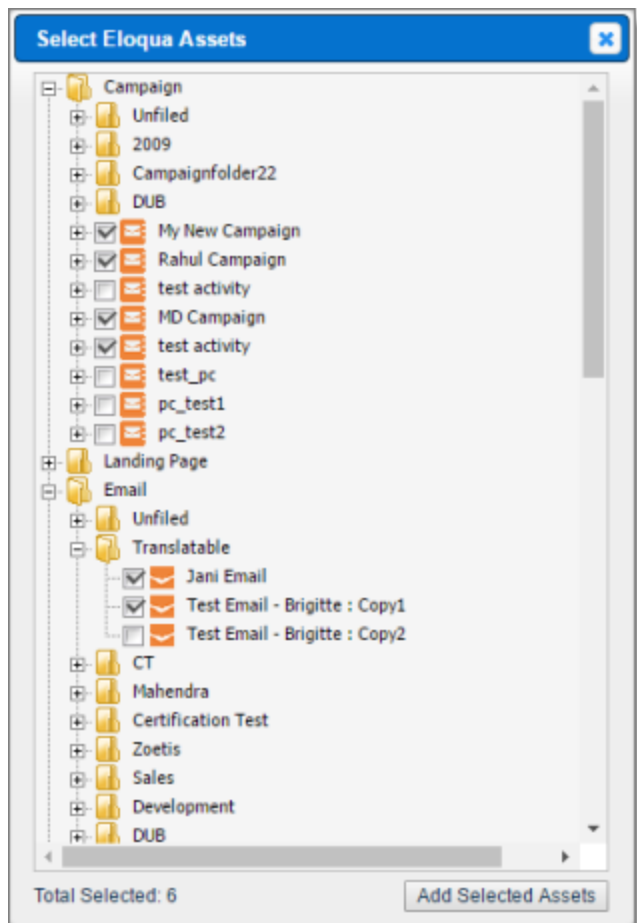 Select Eloqua Assets
Campaign
Unfiled
2009
Campaignfolder22
DUB
My New Campaign
Rahul Campaign
test activity
MD Campaign
test activity
test_pc
pc_test1
pc_test2
Landing Page
Email
Unfiled
Translatable
Jani Email
Test Email - Brigitte : Copy1
Test Email - Brigitte : Copy2
CT
Mahendra
Certification Test
Zoetis
Sales
Development
DUB
Total Selected: 6 Add Selected Assets